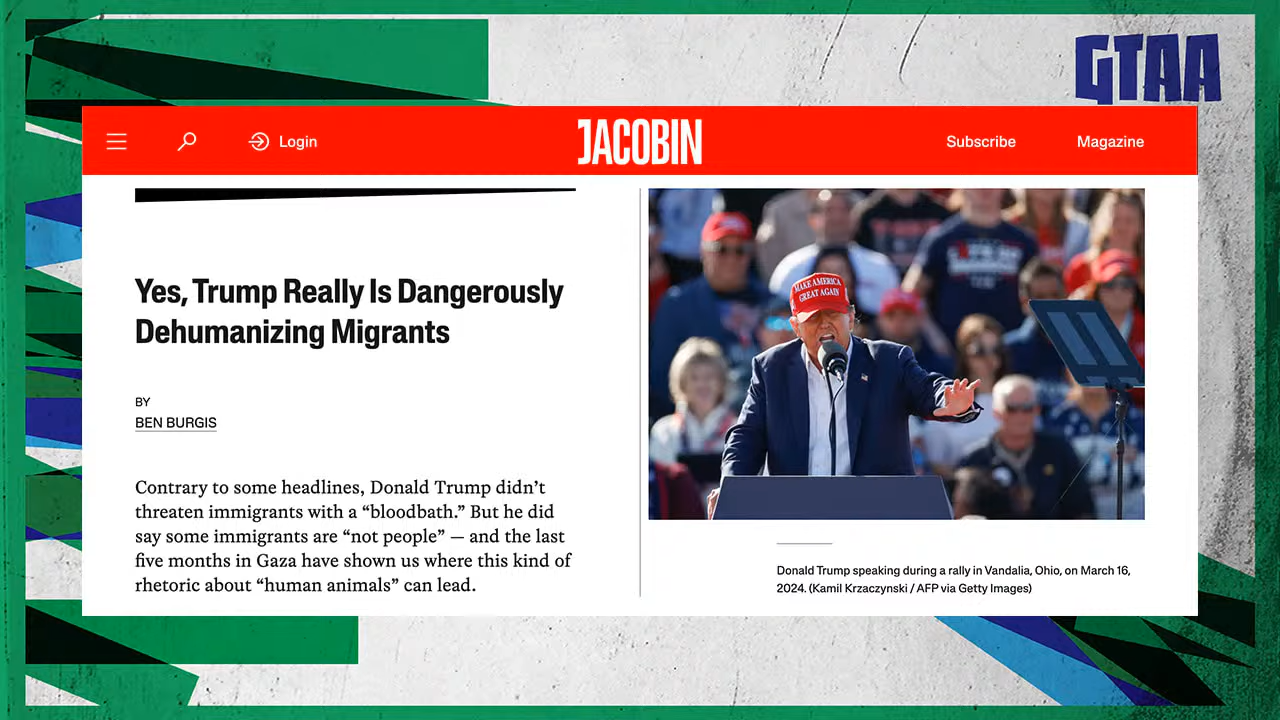 GTAA
Login
JACOBIN
Subscribe
Magazine
Yes, Trump Really Is Dangerously
Dehumanizing Migrants
BY
BEN BURGIS
Contrary to some headlines, Donald Trump didn’t
threaten immigrants with a “bloodbath.” But he did
say some immigrants are “not people” — and the last
five months in Gaza have shown us where this kind of
rhetoric about “human animals” can lead.
MAKE AMERICA
GREAT AGAIN
Donald Trump speaking during a rally in Vandalia, Ohio, on March 16,
2024. (Kamil Krzaczynski / AFP via Getty Images)